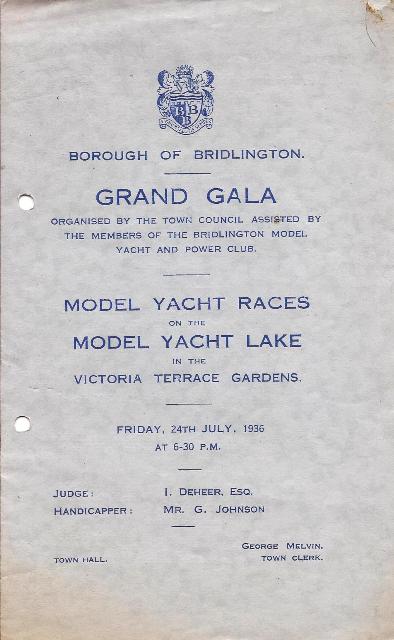 B B
B
BOROUGH OF BRIDLINGTON.
GRAND GALA
ORGANISED BY THE TOWN COUNCIL ASSISTED BY
THE MEMBERS OF THE BRIDLINGTON MODEL
YACHT AND POWER CLUB.
MODEL YACHT RACES
ON THE
MODEL YACHT LAKE
IN THE
VICTORIA TERRACE GARDENS.
FRIDAY, 24TH JULY, 1936
AT 6-30 P.M.
JUDGE: I. DEHEER, ESQ.
HANDICAPPER: MR. G. JOHNSON
GEORGE MELVIN,
TOWN HALL. TOWN CLERK.